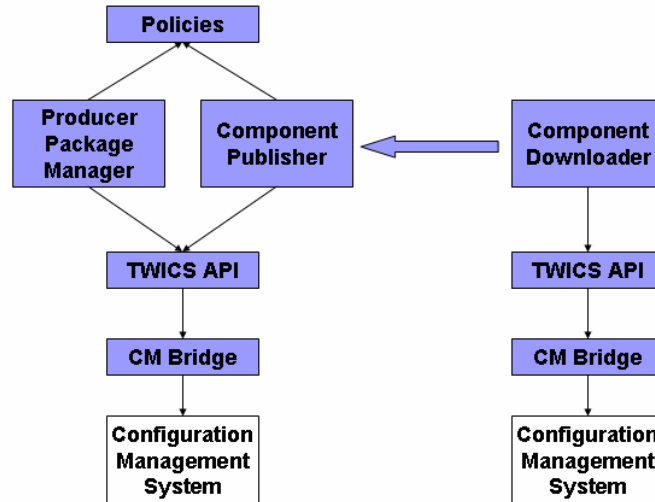 Policies
Producer
Package
Manager
Component
Publisher
Component
Downloader
TWICS API
TWICS API
CM Bridge
CM Bridge
Configuration
Management
System
Configuration
Management
System